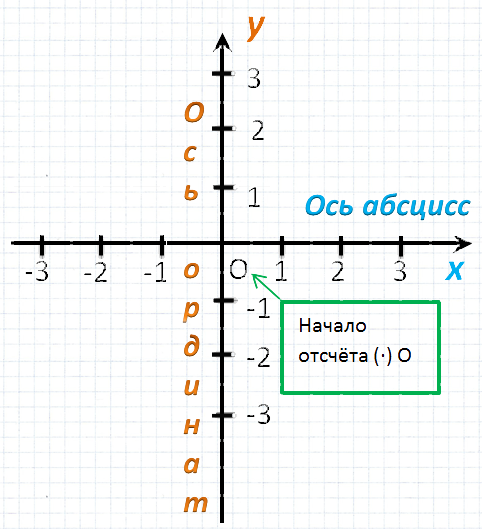 y
3
2
1
Ось ординат
Ось абсцисс
-3 -2 -1 O 1 2 3 x
-1
-2
-3
Начало
отсчёта (·) О